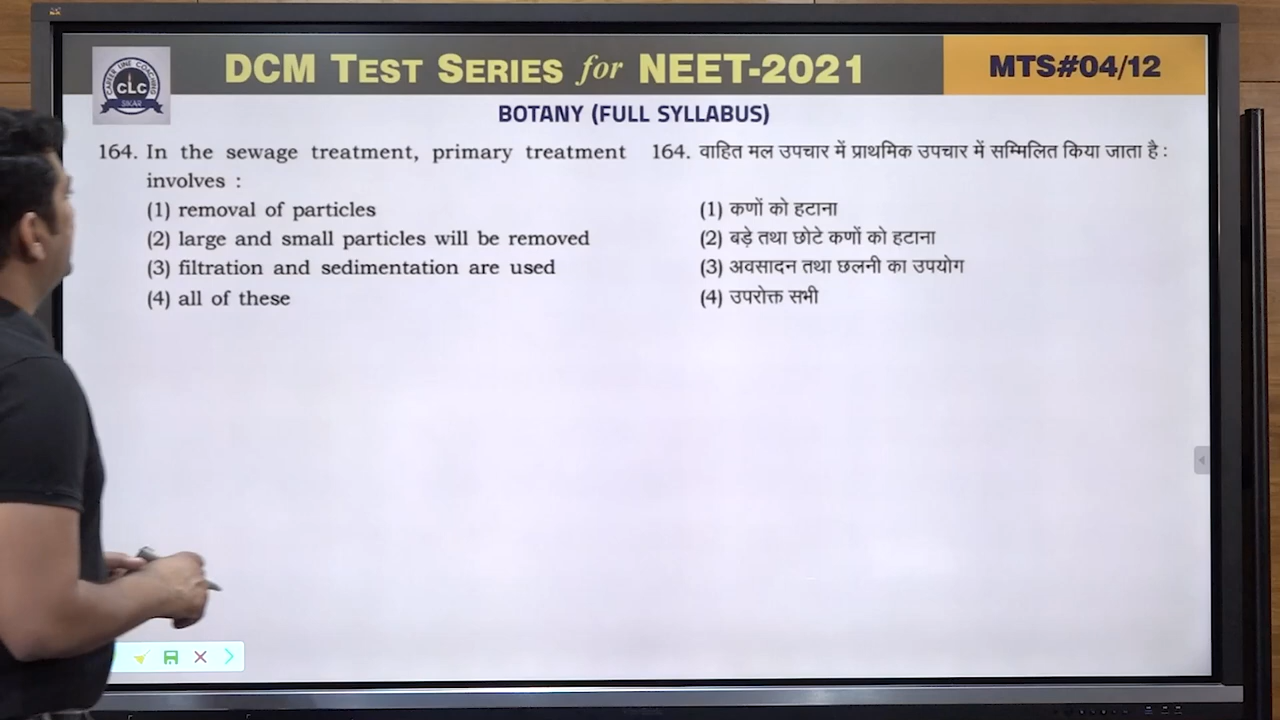 DCM TEST SERIES for NEET-2021
MTS#04/12
CAREER LINE COACHING
CLC
SIKAR
BOTANY (FULL SYLLABUS)
164. In the sewage treatment, primary treatment
involves :
(1) removal of particles
(2) large and small particles will be removed
(3) filtration and sedimentation are used
(4) all of these
164. वाहित मल उपचार में प्राथमिक उपचार में सम्मिलित किया जाता है :
(1) कणों को हटाना
(2) बड़े तथा छोटे कणों को हटाना
(3) अवसादन तथा छलनी का उपयोग
(4) उपरोक्त सभी